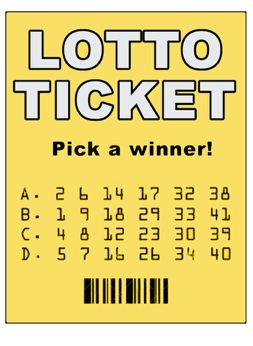 LOTTO
TICKET
Pick a winner!
A. 2 6 14 17 32 38
B. 1 9 18 29 33 41
C. 4 8 12 23 30 39
D. 5 7 16 26 34 40